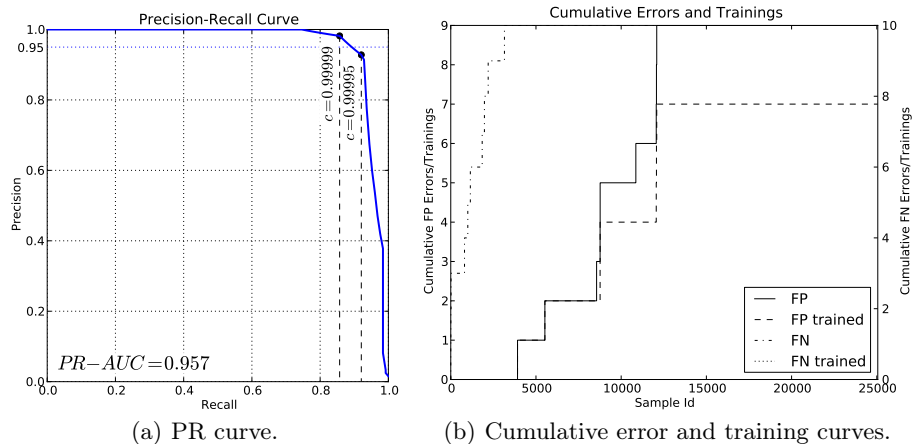 Precision-Recall Curve
1.0
0.95
0.8
0.6
0.4
0.2
0.0
Precision
c=0.99999
c=0.99995
PR−AUC=0.957
0.0
0.2
0.4
0.6
0.8
1.0
Recall
(a) PR curve.
Cumulative Errors and Trainings
9
8
7
6
5
4
3
2
1
0
Cumulative FP Errors/Trainings
10
8
6
4
2
0
Cumulative FN Errors/Trainings
FP
FP trained
FN
FN trained
0
5000
10000
15000
20000
25000
Sample Id
(b) Cumulative error and training curves.